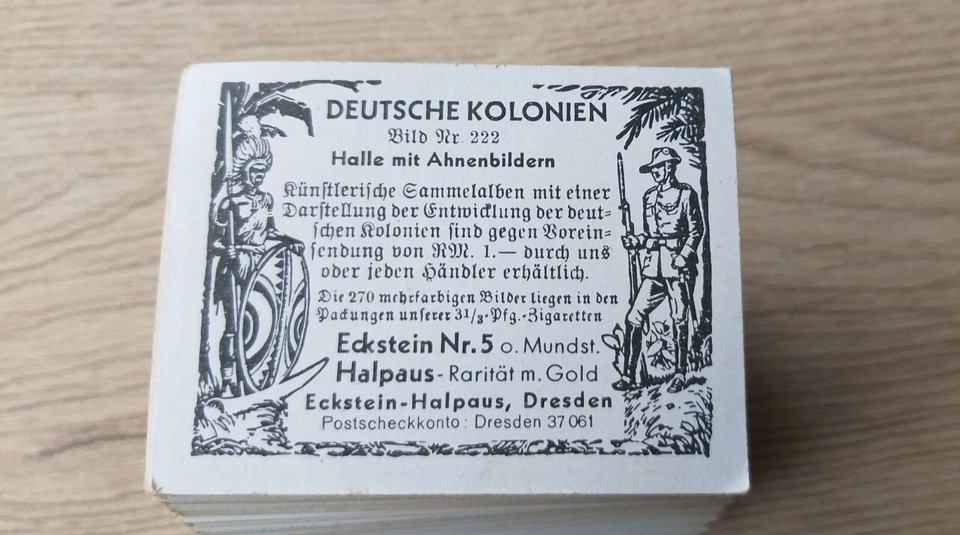 DEUTSCHE KOLONIEN
Bild Nr. 222
Halle mit Ahnenbildern
Künstlerische Sammelalben mit einer
Darstellung der Entwicklung der deut-
schen Kolonien sind gegen Vorein-
sendung von RM. 1.— durch uns
oder jeden Händler erhältlich.
Die 270 mehrfarbigen Bilder liegen in den
Packungen unserer 3 1/3-Pfg.-Zigaretten
Eckstein Nr. 5 o. Mundst.
Halpaus - Rarität m. Gold
Eckstein-Halpaus, Dresden
Postscheckkonto: Dresden 37 061